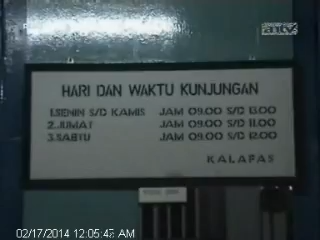 antv
HARI DAN WAKTU KUNJUNGAN
1.SENIN S/D KAMIS JAM 09.00 S/D 13.00
2.JUMAT JAM 09.00 S/D 11.00
3.SABTU JAM 09.00 S/D 12.00
KALAPAS
02/17/2014 12:05:48 AM